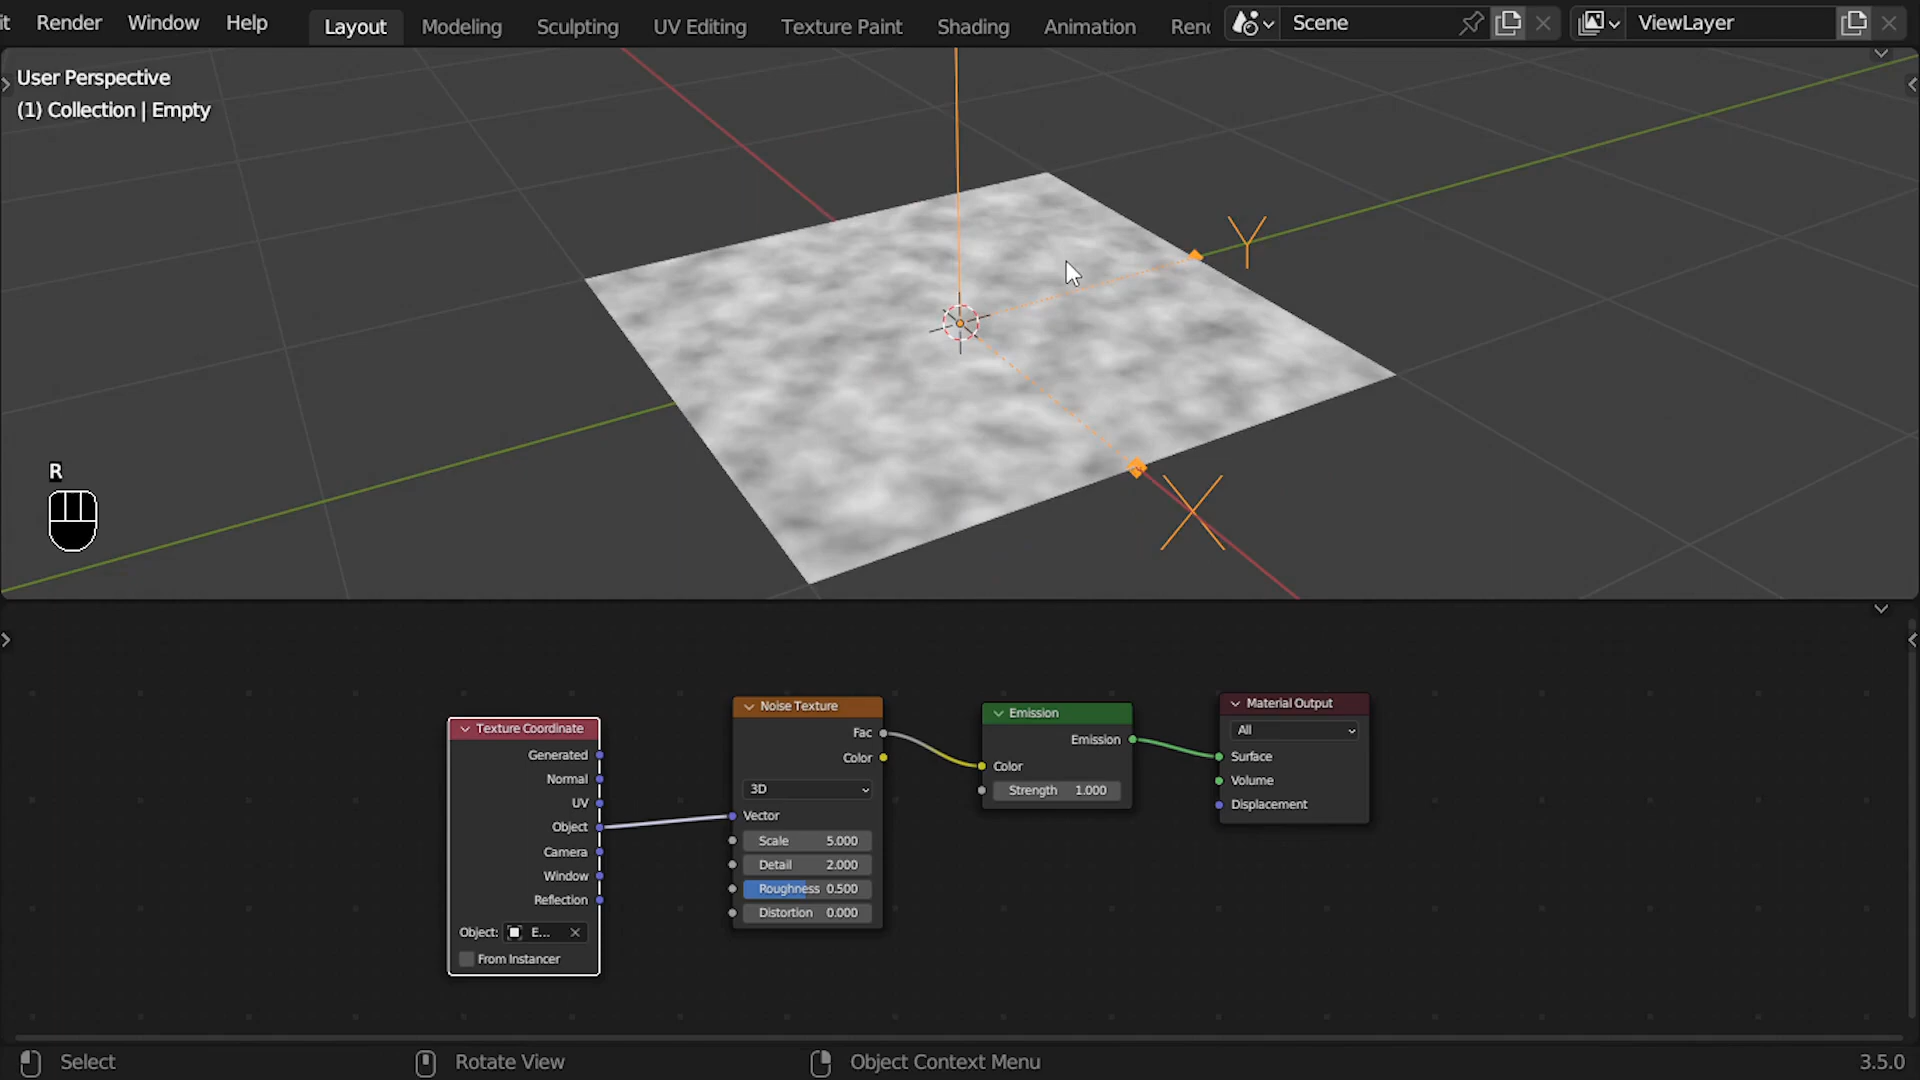 it Render Window Help Layout Modeling Sculpting UV Editing Texture Paint Shading Animation Ren Scene ViewLayer
User Perspective
(1) Collection | Empty
Y
X
R
Texture Coordinate
Generated
Normal
UV
Object
Camera
Window
Reflection
Object: E...
From Instancer
Noise Texture
Fac
Color
3D
Vector
Scale 5.000
Detail 2.000
Roughness 0.500
Distortion 0.000
Emission
Emission
Color
Strength 1.000
Material Output
All
Surface
Volume
Displacement
Select Rotate View Object Context Menu 3.5.0